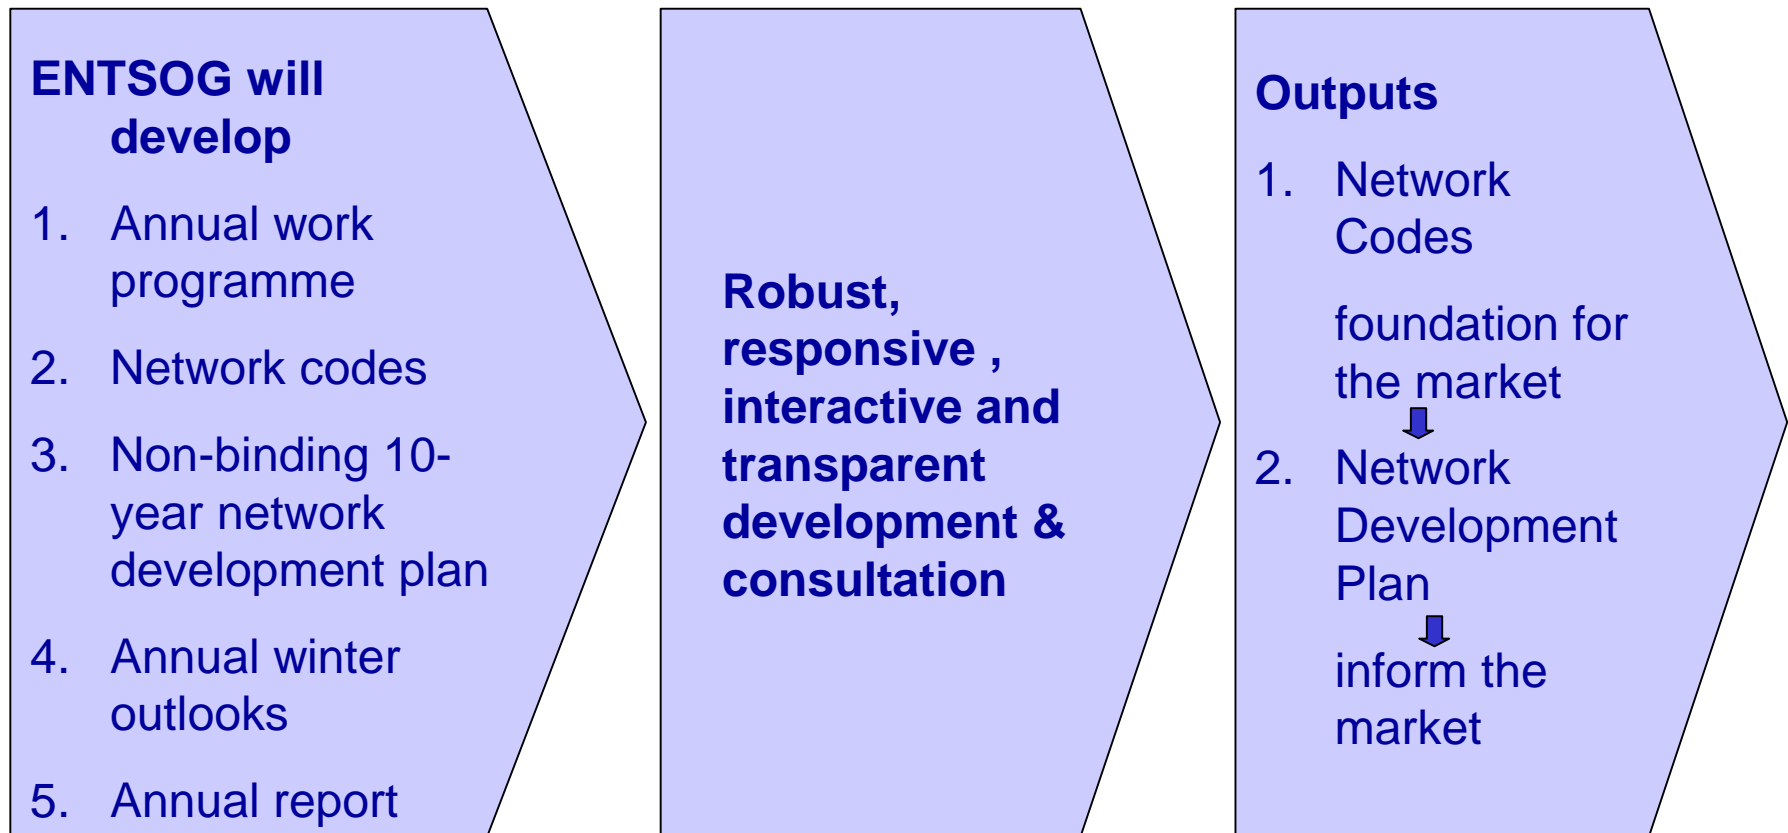 ENTSOG will
develop
1. Annual work
programme
2. Network codes
3. Non-binding 10-
year network
development plan
4. Annual winter
outlooks
5. Annual report
Robust,
responsive ,
interactive and
transparent
development &
consultation
Outputs
1. Network
Codes
foundation for
the market
2. Network
Development
Plan
inform the
market